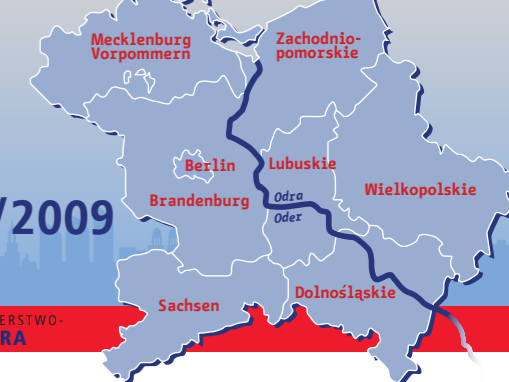 Mecklenburg
Vorpommern
Zachodnio-
pomorskie
Berlin
Lubuskie
Brandenburg
Wielkopolskie
Odra
Oder
/2009
Sachsen
Dolnośląskie
ERSTWO-
RA